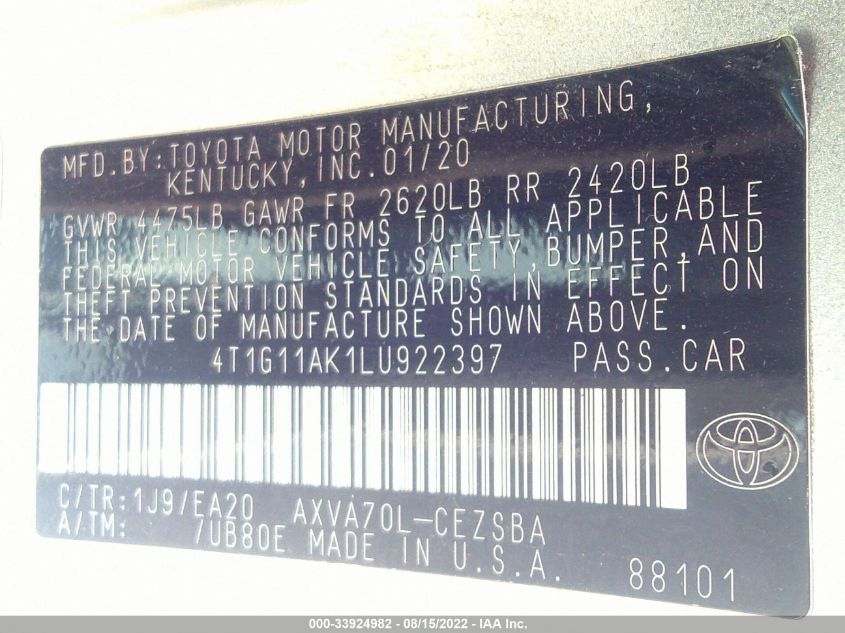 MFD.BY:TOYOTA MOTOR MANUFACTURING,
KENTUCKY,INC.01/20
GVWR 4475LB GAWR FR 2620LB RR 2420LB
THIS VEHICLE CONFORMS TO ALL APPLICABLE
FEDERAL MOTOR VEHICLE SAFETY,BUMPER,AND
THEFT PREVENTION STANDARDS IN EFFECT ON
THE DATE OF MANUFACTURE SHOWN ABOVE.
4T1G11AK1LU922397 PASS.CAR
C/TR:1J9/EA20 AXVA70L-CEZSBA
A/TM: /UB80E MADE IN U.S.A.
88101
000-33924982 - 08/15/2022 - IAA Inc.